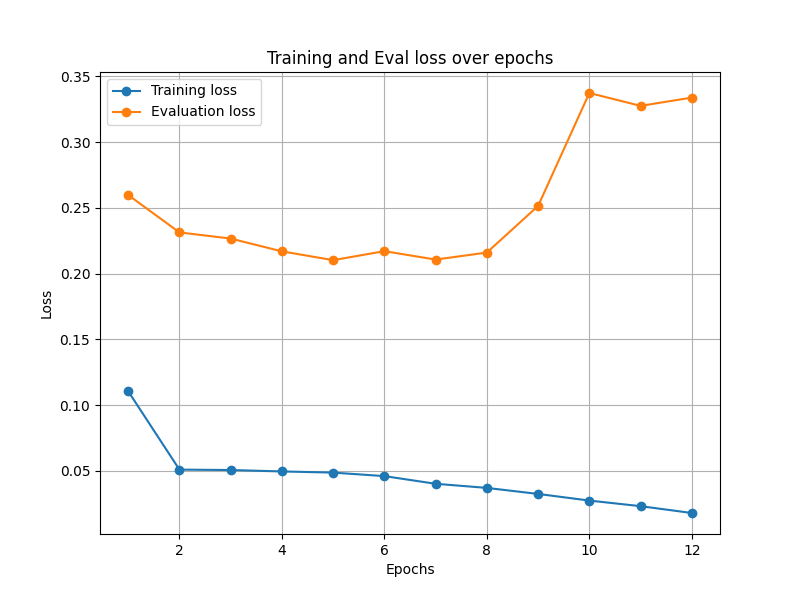 Training and Eval loss over epochs
Training loss
Evaluation loss
0.35
0.30
0.25
0.20
0.15
0.10
0.05
Loss
2 4 6 8 10 12
Epochs